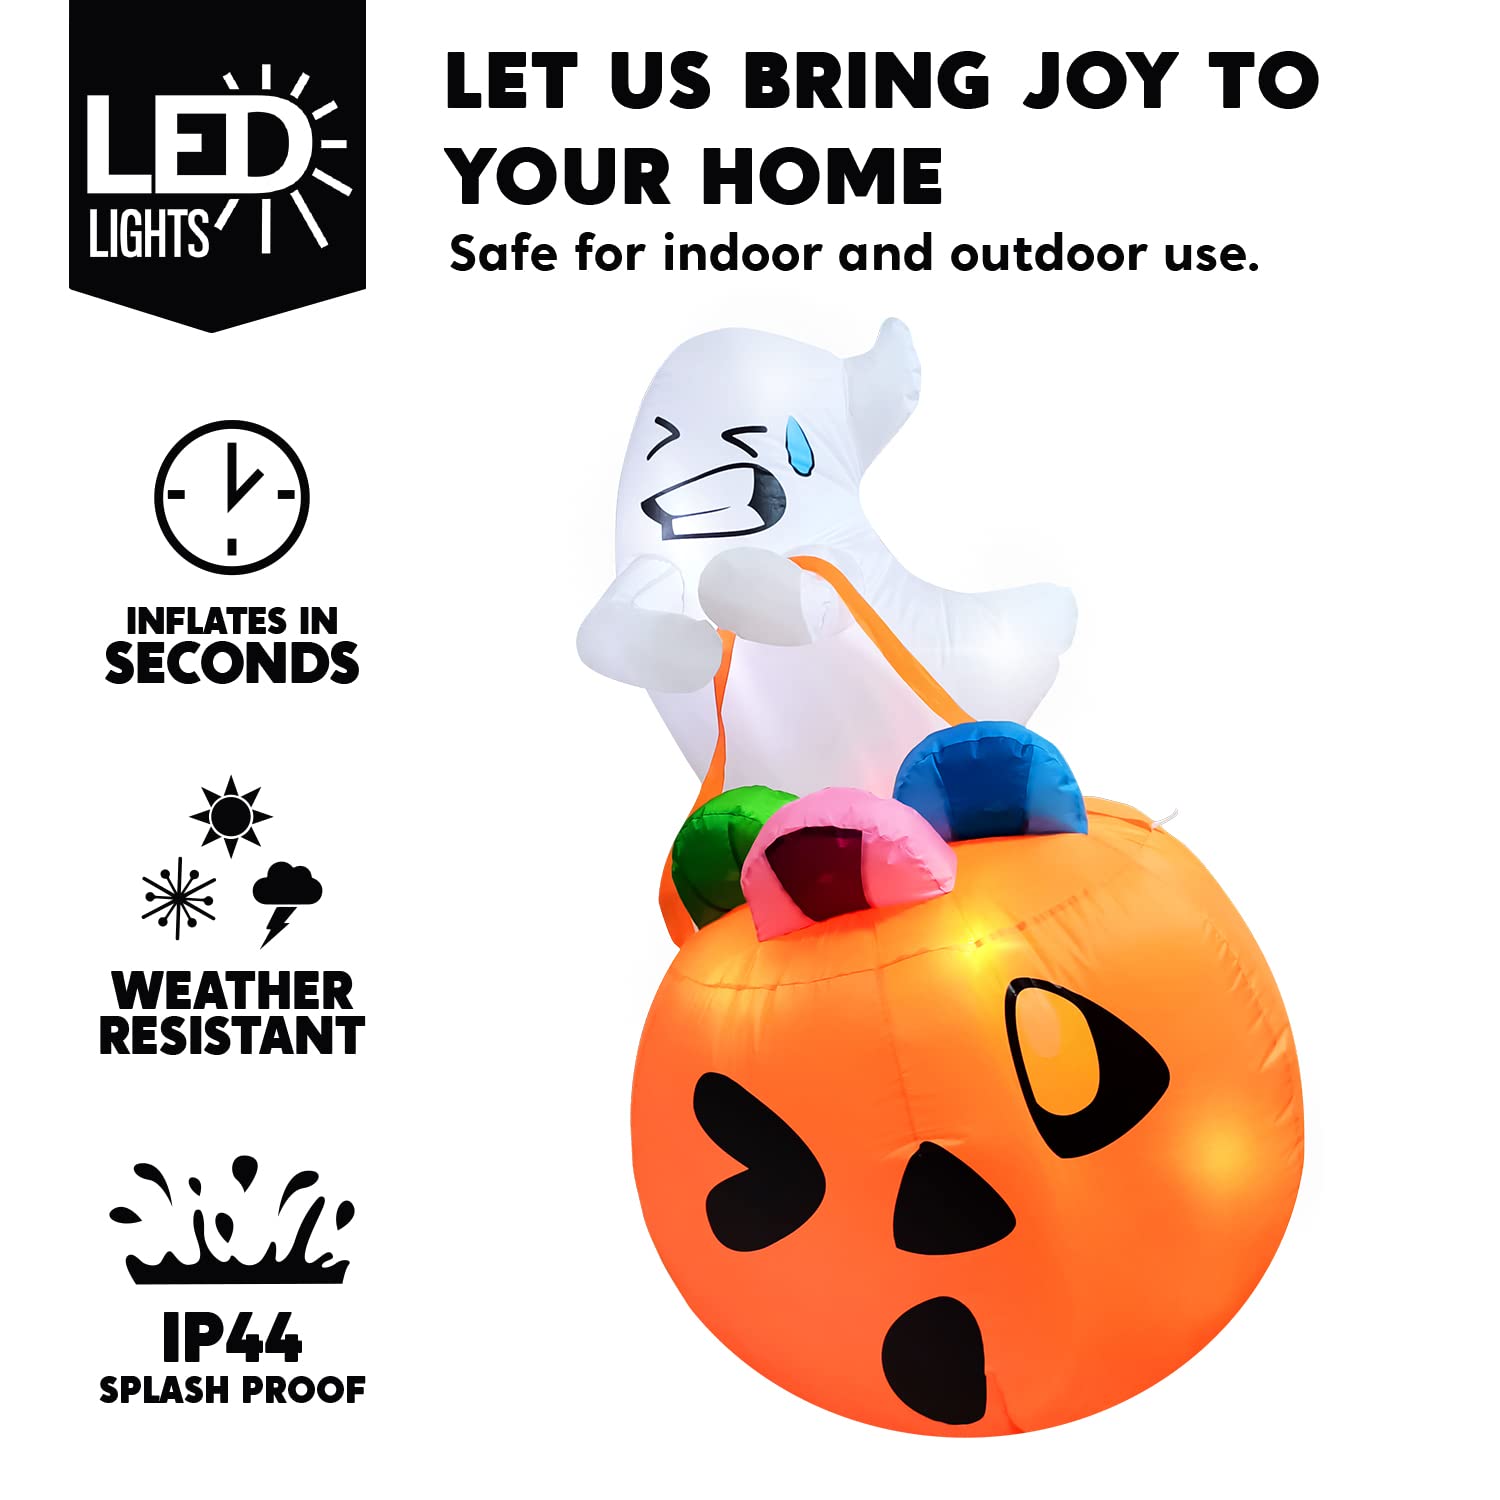 LED
LIGHTS
LET US BRING JOY TO
YOUR HOME
Safe for indoor and outdoor use.
INFLATES IN
SECONDS
WEATHER
RESISTANT
IP44
SPLASH PROOF